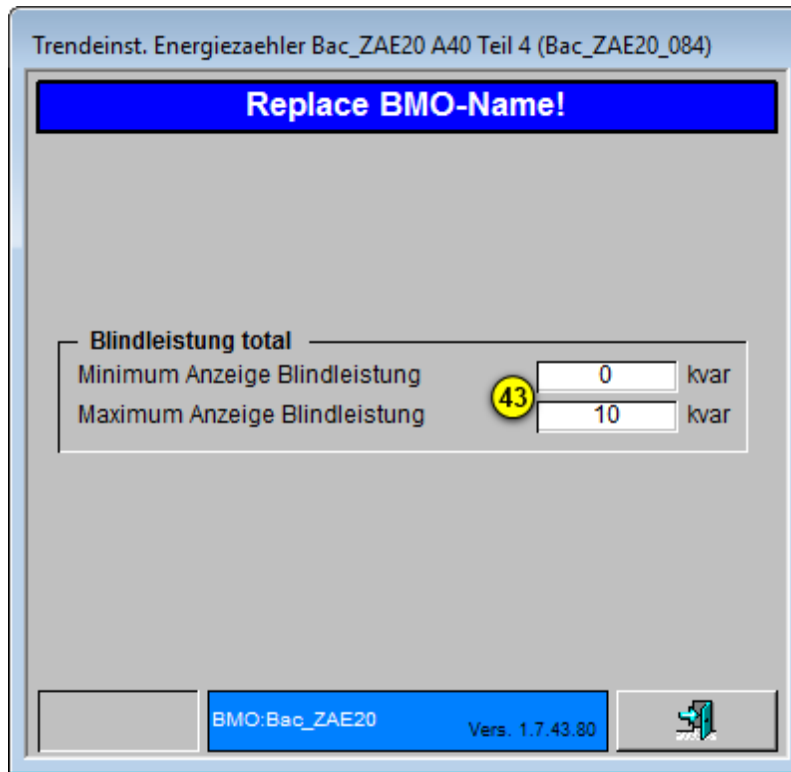 Trendeinst. Energiezaehler Bac_ZAE20 A40 Teil 4 (Bac_ZAE20_084)
Replace BMO-Name!
Blindleistung total
Minimum Anzeige Blindleistung 0 kvar
43
Maximum Anzeige Blindleistung 10 kvar
BMO:Bac_ZAE20 Vers. 1.7.43.80